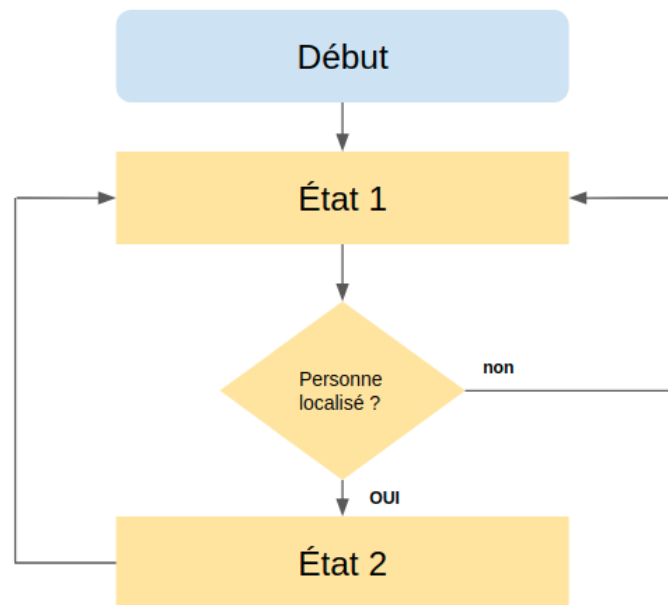 Début
État 1
Personne
localisé ?
non
OUI
État 2